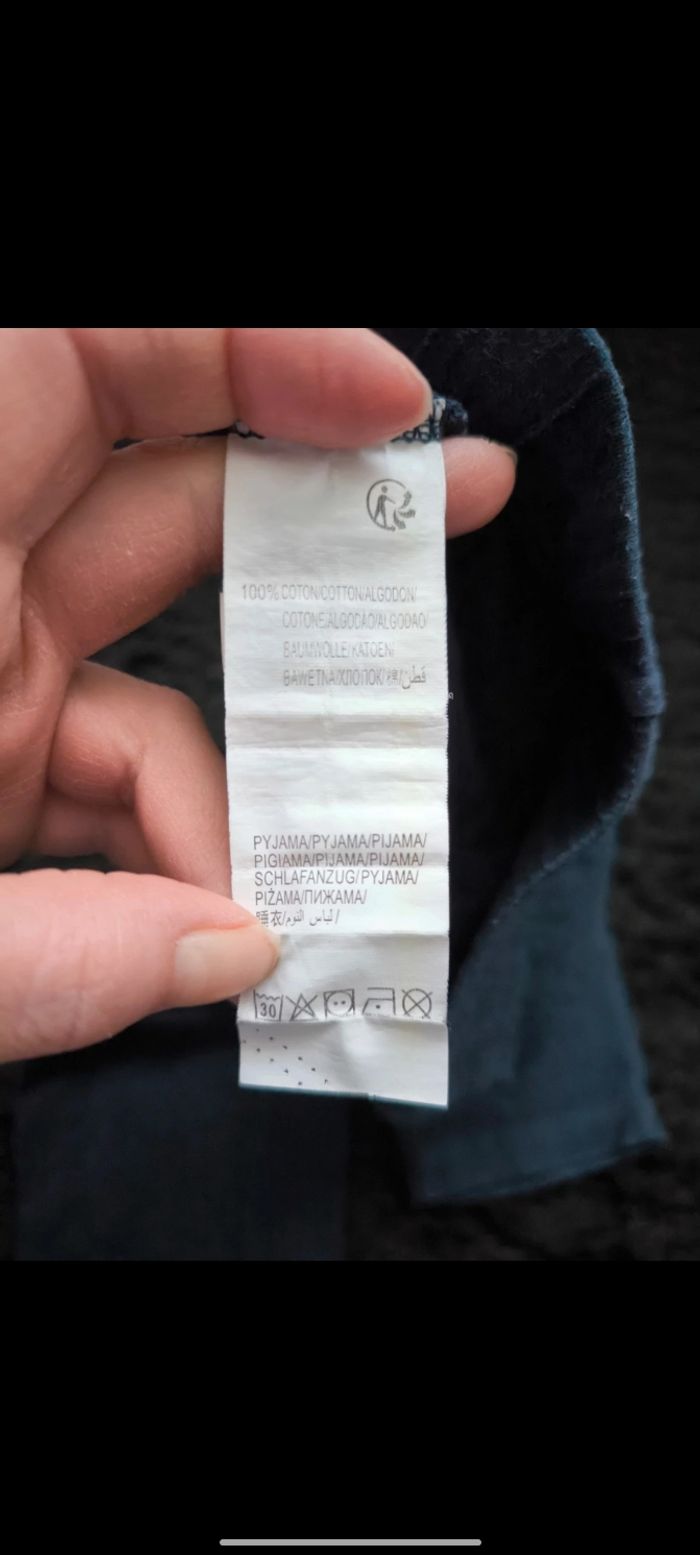 100% COTON/COTTON/ALGODON/
COTONE/ALGODÃO/ALGODAO/
BAUMWOLLE/KATOEN/
BAWEŁNA/ХЛОПОК/棉/قطن
PYJAMA/PYJAMA/PIJAMA/
PIGIAMA/PIJAMA/PIJAMA/
SCHLAFANZUG/PYJAMA/
PIŻAMA/ПИЖАМА/
睡衣/لباس النوم/
30